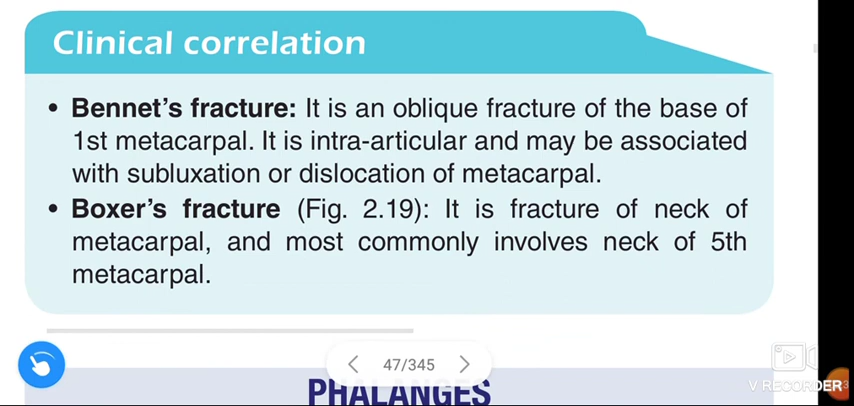 Clinical correlation
• Bennet's fracture: It is an oblique fracture of the base of
1st metacarpal. It is intra-articular and may be associated
with subluxation or dislocation of metacarpal.
• Boxer's fracture (Fig. 2.19): It is fracture of neck of
metacarpal, and most commonly involves neck of 5th
metacarpal.
47/345
PHALANGES
V RECORDER